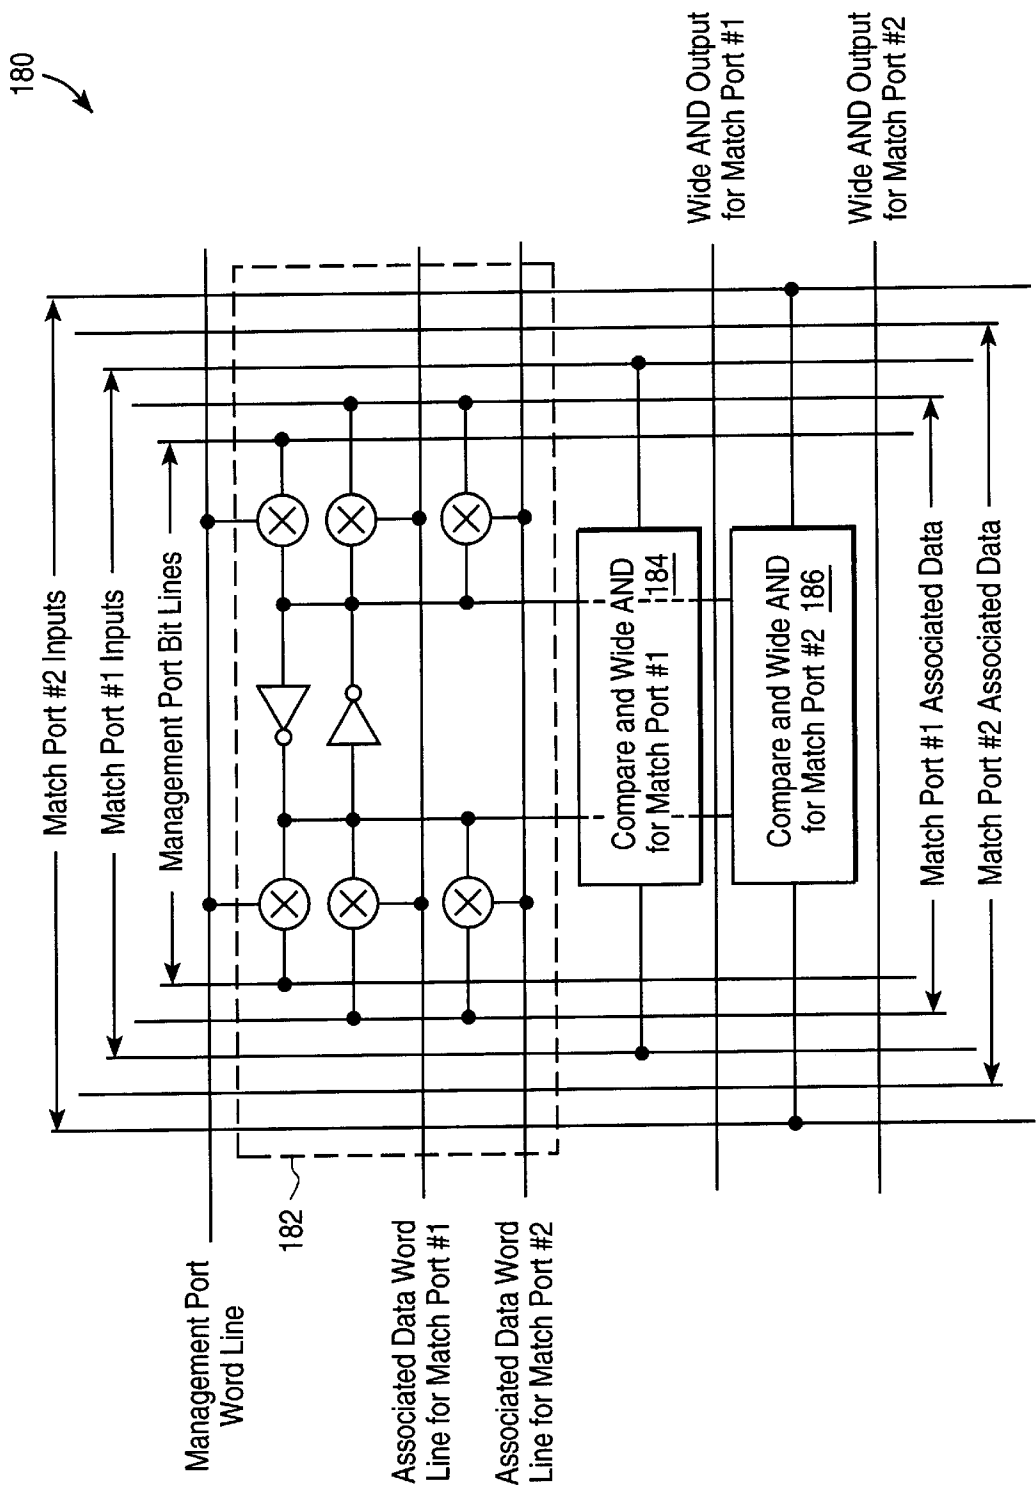 180
Match Port #2 Inputs
Match Port #1 Inputs
Management Port Bit Lines
Management Port
Word Line
182
Associated Data Word
Line for Match Port #1
Associated Data Word
Line for Match Port #2
Compare and Wide AND
for Match Port #1
184
Compare and Wide AND
for Match Port #2
186
Wide AND Output
for Match Port #1
Wide AND Output
for Match Port #2
Match Port #1 Associated Data
Match Port #2 Associated Data